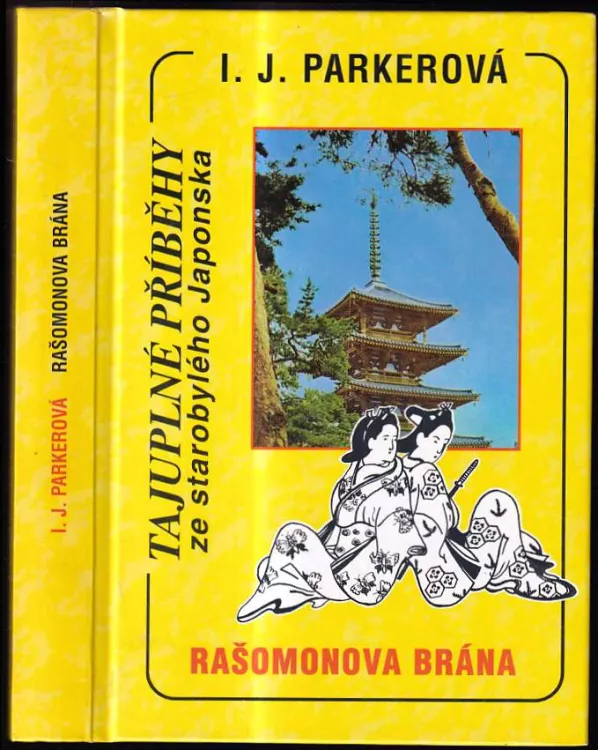 I. J. PARKEROVÁ
RAŠOMONOVA BRÁNA
I. J. PARKEROVÁ
TAJUPLNÉ PŘÍBĚHY
ze starobylého Japonska
RAŠOMONOVA BRÁNA